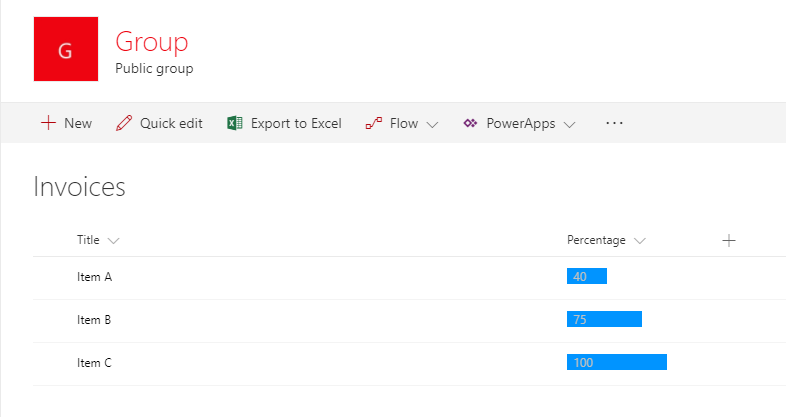 G
Group
Public group
New Quick edit Export to Excel Flow PowerApps ...
Invoices
Title Percentage
Item A 40
Item B 75
Item C 100